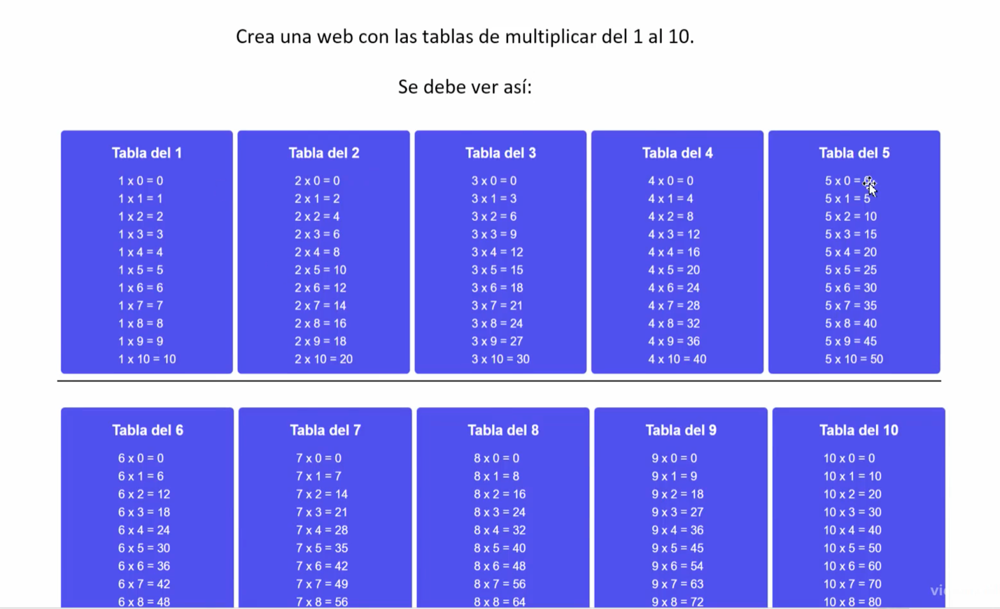 Crea una web con las tablas de multiplicar del 1 al 10.
Se debe ver así:
Tabla del 1
1 x 0 = 0
1 x 1 = 1
1 x 2 = 2
1 x 3 = 3
1 x 4 = 4
1 x 5 = 5
1 x 6 = 6
1 x 7 = 7
1 x 8 = 8
1 x 9 = 9
1 x 10 = 10
Tabla del 2
2 x 0 = 0
2 x 1 = 2
2 x 2 = 4
2 x 3 = 6
2 x 4 = 8
2 x 5 = 10
2 x 6 = 12
2 x 7 = 14
2 x 8 = 16
2 x 9 = 18
2 x 10 = 20
Tabla del 3
3 x 0 = 0
3 x 1 = 3
3 x 2 = 6
3 x 3 = 9
3 x 4 = 12
3 x 5 = 15
3 x 6 = 18
3 x 7 = 21
3 x 8 = 24
3 x 9 = 27
3 x 10 = 30
Tabla del 4
4 x 0 = 0
4 x 1 = 4
4 x 2 = 8
4 x 3 = 12
4 x 4 = 16
4 x 5 = 20
4 x 6 = 24
4 x 7 = 28
4 x 8 = 32
4 x 9 = 36
4 x 10 = 40
Tabla del 5
5 x 0 =
5 x 1 = 5
5 x 2 = 10
5 x 3 = 15
5 x 4 = 20
5 x 5 = 25
5 x 6 = 30
5 x 7 = 35
5 x 8 = 40
5 x 9 = 45
5 x 10 = 50
Tabla del 6
6 x 0 = 0
6 x 1 = 6
6 x 2 = 12
6 x 3 = 18
6 x 4 = 24
6 x 5 = 30
6 x 6 = 36
6 x 7 = 42
6 x 8 = 48
Tabla del 7
7 x 0 = 0
7 x 1 = 7
7 x 2 = 14
7 x 3 = 21
7 x 4 = 28
7 x 5 = 35
7 x 6 = 42
7 x 7 = 49
7 x 8 = 56
Tabla del 8
8 x 0 = 0
8 x 1 = 8
8 x 2 = 16
8 x 3 = 24
8 x 4 = 32
8 x 5 = 40
8 x 6 = 48
8 x 7 = 56
8 x 8 = 64
Tabla del 9
9 x 0 = 0
9 x 1 = 9
9 x 2 = 18
9 x 3 = 27
9 x 4 = 36
9 x 5 = 45
9 x 6 = 54
9 x 7 = 63
9 x 8 = 72
Tabla del 10
10 x 0 = 0
10 x 1 = 10
10 x 2 = 20
10 x 3 = 30
10 x 4 = 40
10 x 5 = 50
10 x 6 = 60
10 x 7 = 70
10 x 8 = 80